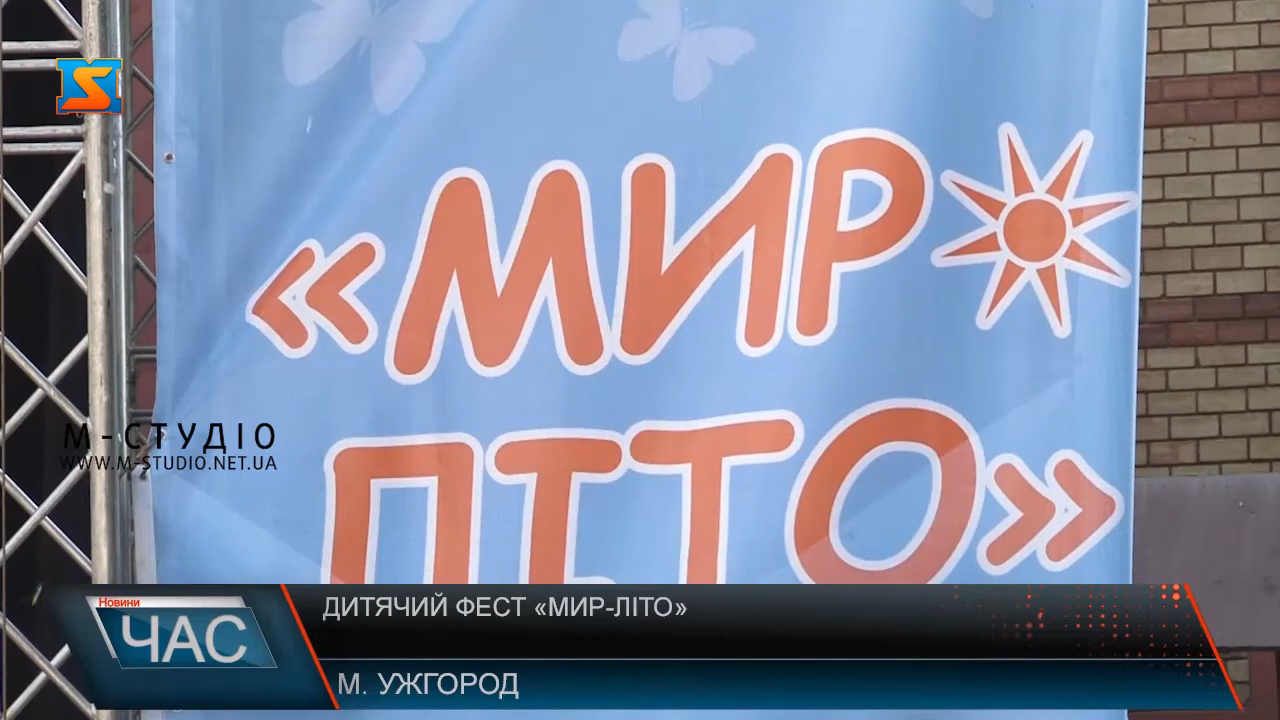 «МИР
ЛІТО»
М-СТУДІО
WWW.M-STUDIO.NET.UA
Новини
ЧАС
ДИТЯЧИЙ ФЕСТ «МИР-ЛІТО»
М. УЖГОРОД